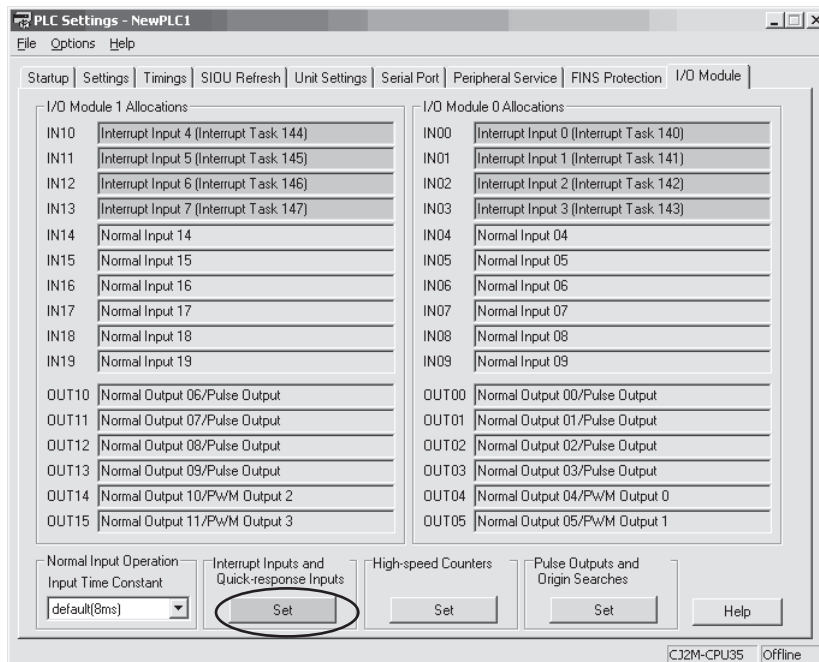 PLC Settings - NewPLC1
File Options Help
Startup Settings Timings SIOU Refresh Unit Settings Serial Port Peripheral Service FINS Protection I/O Module
I/O Module 1 Allocations
IN10 Interrupt Input 4 (Interrupt Task 144)
IN11 Interrupt Input 5 (Interrupt Task 145)
IN12 Interrupt Input 6 (Interrupt Task 146)
IN13 Interrupt Input 7 (Interrupt Task 147)
IN14 Normal Input 14
IN15 Normal Input 15
IN16 Normal Input 16
IN17 Normal Input 17
IN18 Normal Input 18
IN19 Normal Input 19
OUT10 Normal Output 06/Pulse Output
OUT11 Normal Output 07/Pulse Output
OUT12 Normal Output 08/Pulse Output
OUT13 Normal Output 09/Pulse Output
OUT14 Normal Output 10/PWM Output 2
OUT15 Normal Output 11/PWM Output 3
I/O Module 0 Allocations
IN00 Interrupt Input 0 (Interrupt Task 140)
IN01 Interrupt Input 1 (Interrupt Task 141)
IN02 Interrupt Input 2 (Interrupt Task 142)
IN03 Interrupt Input 3 (Interrupt Task 143)
IN04 Normal Input 04
IN05 Normal Input 05
IN06 Normal Input 06
IN07 Normal Input 07
IN08 Normal Input 08
IN09 Normal Input 09
OUT00 Normal Output 00/Pulse Output
OUT01 Normal Output 01/Pulse Output
OUT02 Normal Output 02/Pulse Output
OUT03 Normal Output 03/Pulse Output
OUT04 Normal Output 04/PWM Output 0
OUT05 Normal Output 05/PWM Output 1
Normal Input Operation
Input Time Constant
default(8ms)
Interrupt Inputs and
Quick-response Inputs
Set
High-speed Counters
Set
Pulse Outputs and
Origin Searches
Set
Help
CJ2M-CPU35 Offline